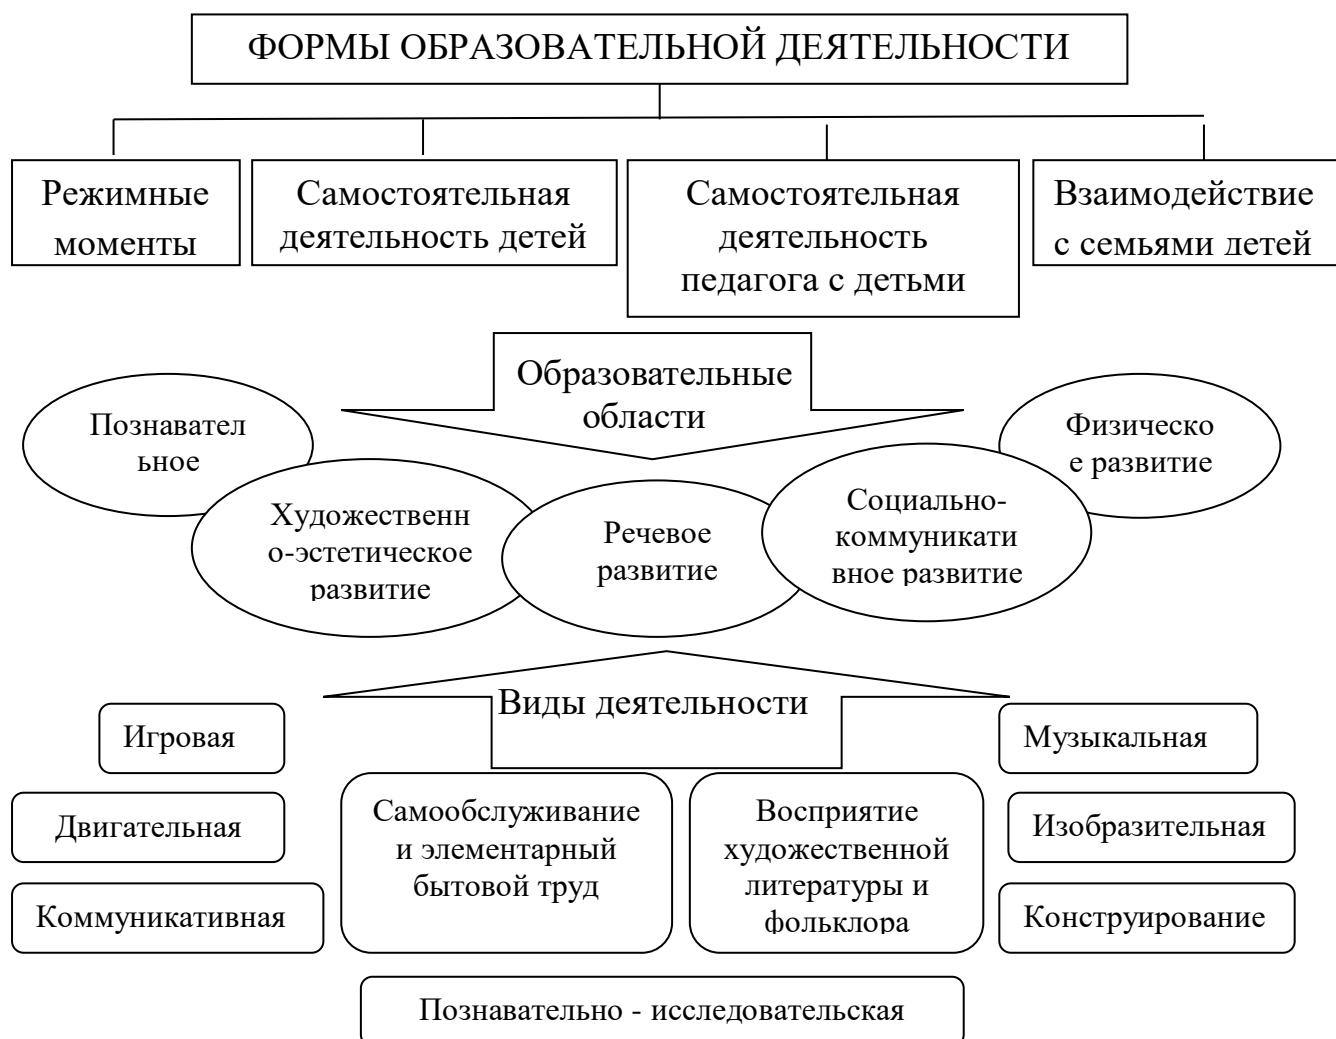 ФОРМЫ ОБРАЗОВАТЕЛЬНОЙ ДЕЯТЕЛЬНОСТИ
Режимные
моменты
Самостоятельная
деятельность детей
Самостоятельная
деятельность
педагога с детьми
Взаимодействие
с семьями детей
Образовательные
области
Познавател
ьное
Художественн
о-эстетическое
развитие
Речевое
развитие
Социально-
коммуникати
вное развитие
Физическо
е развитие
Виды деятельности
Игровая
Двигательная
Коммуникативная
Самообслуживание
и элементарный
бытовой труд
Восприятие
художественной
литературы и
фольклора
Музыкальная
Изобразительная
Конструирование
Познавательно - исследовательская